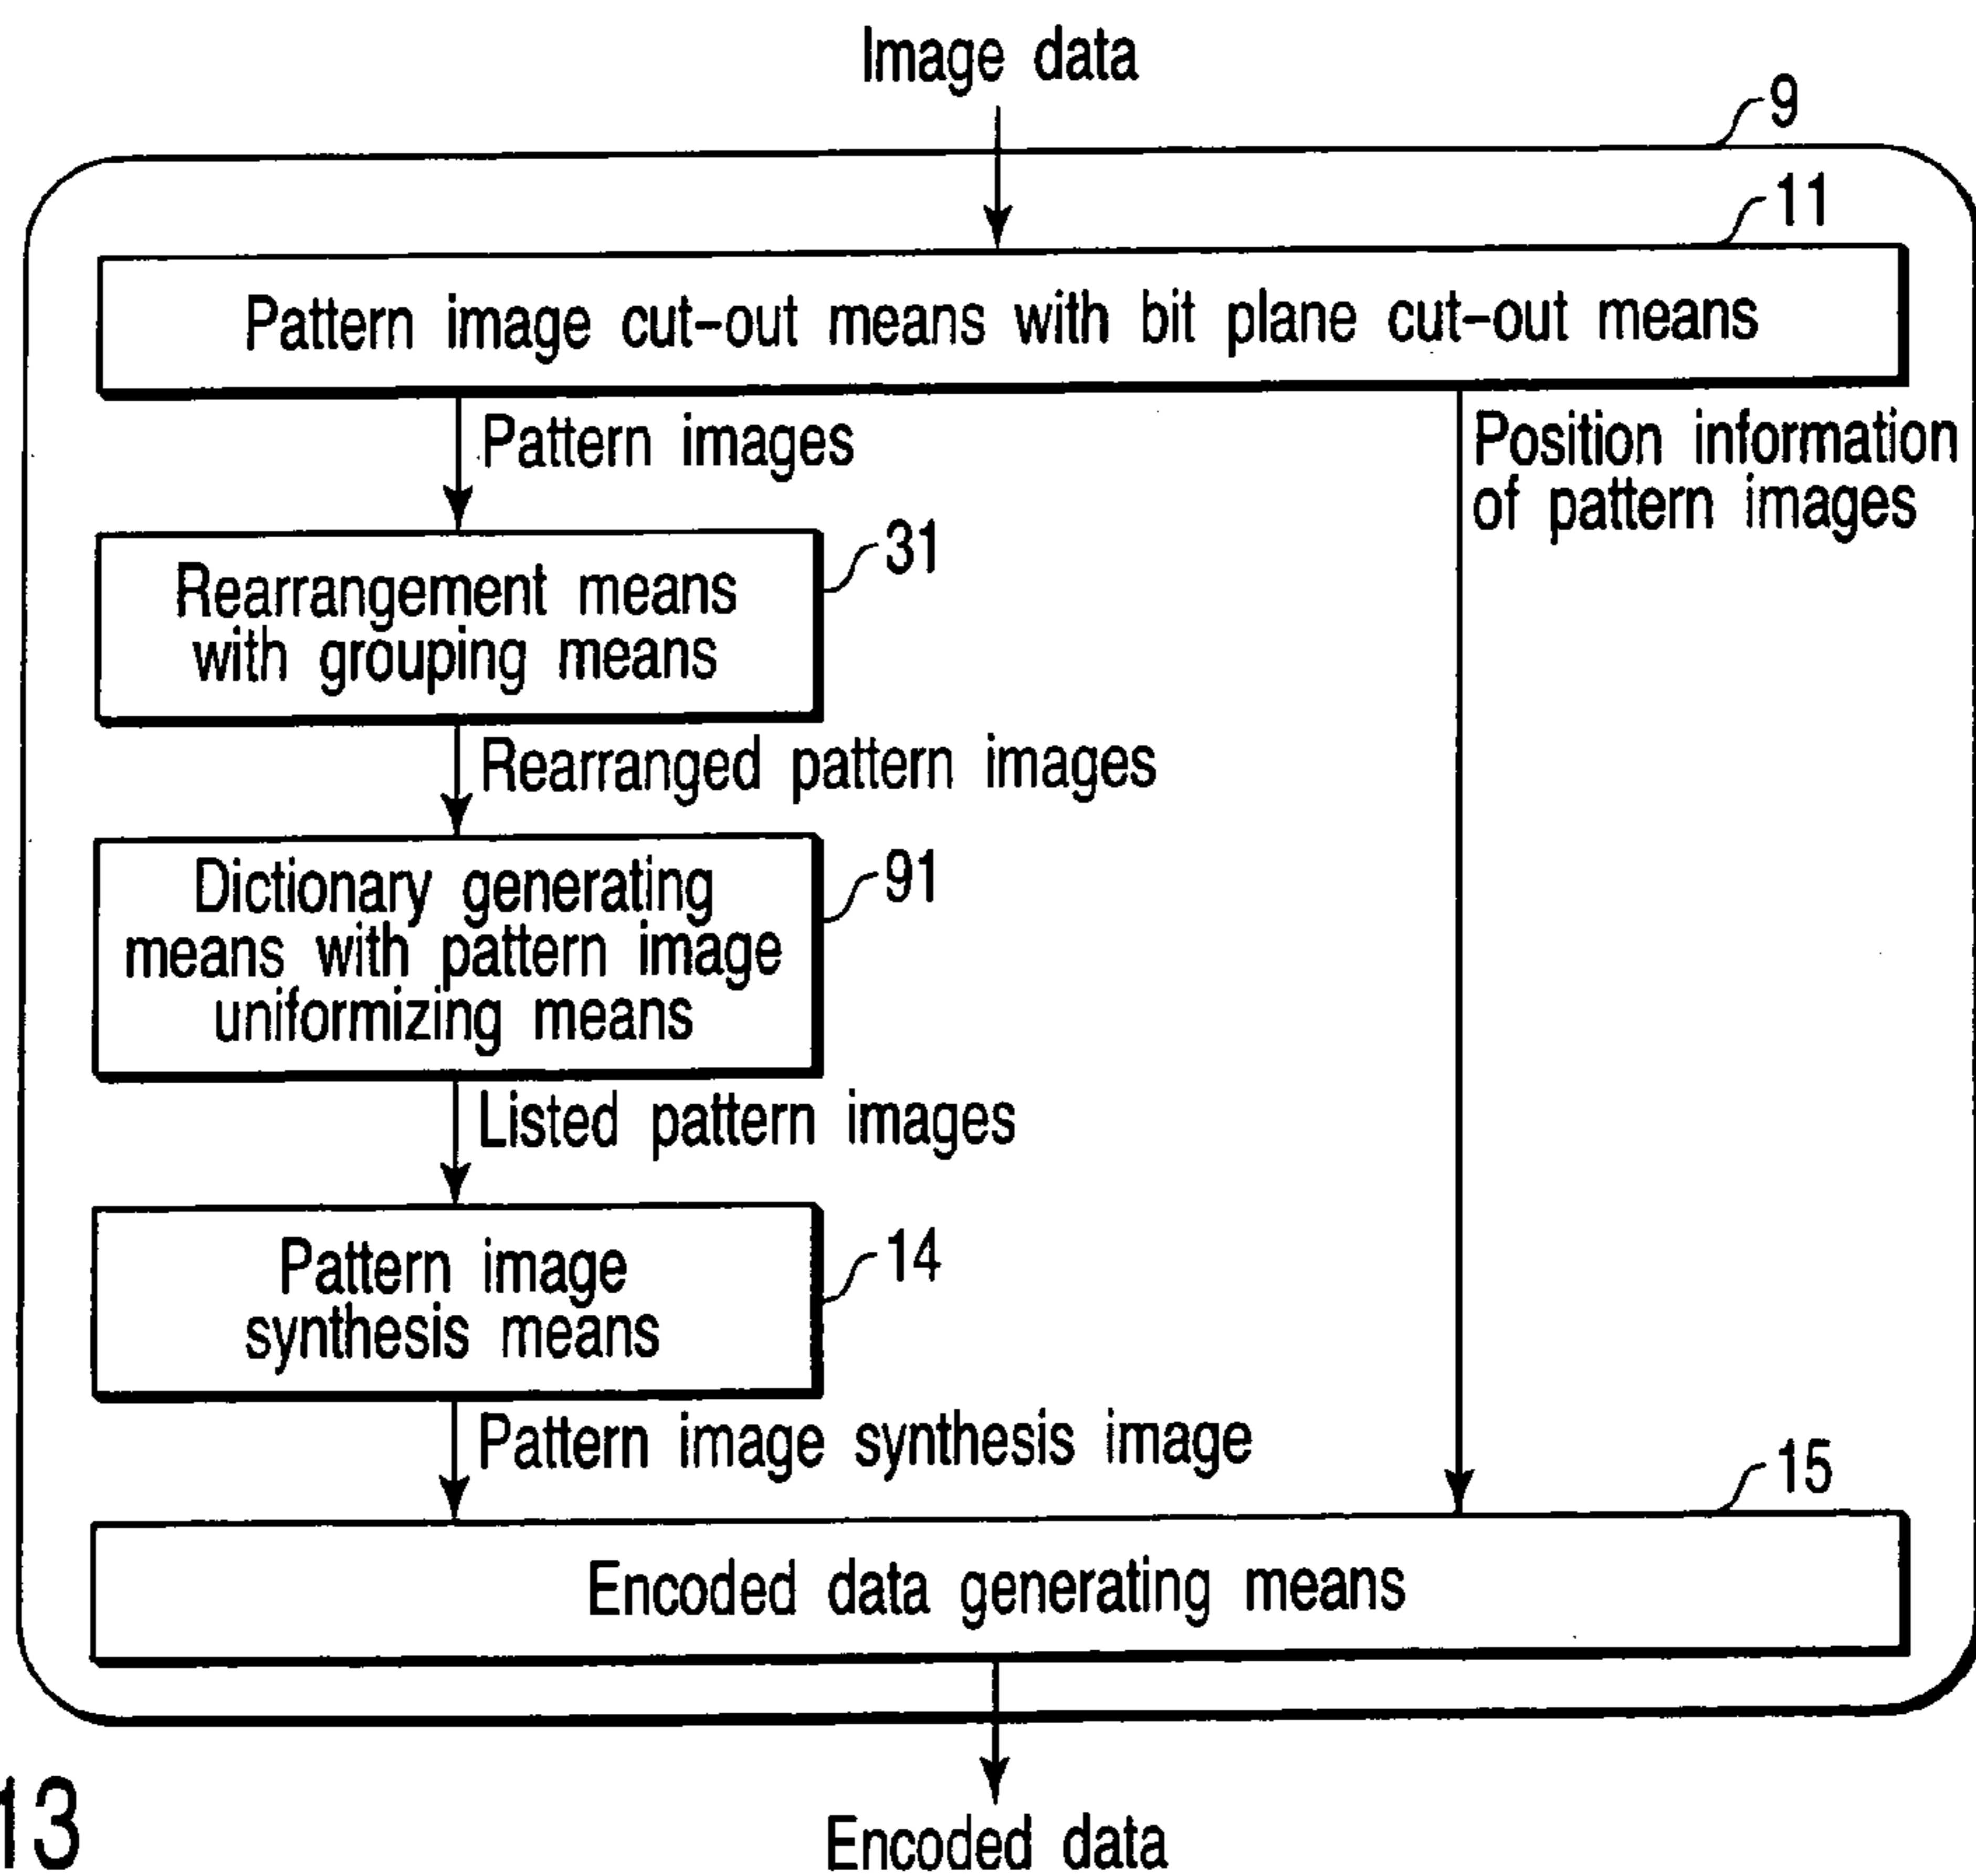 Image data
9
11
Pattern image cut-out means with bit plane cut-out means
Pattern images
Position information
of pattern images
31
Rearrangement means
with grouping means
Rearranged pattern images
91
Dictionary generating
means with pattern image
uniformizing means
Listed pattern images
14
Pattern image
synthesis means
Pattern image synthesis image
15
Encoded data generating means
Encoded data
13